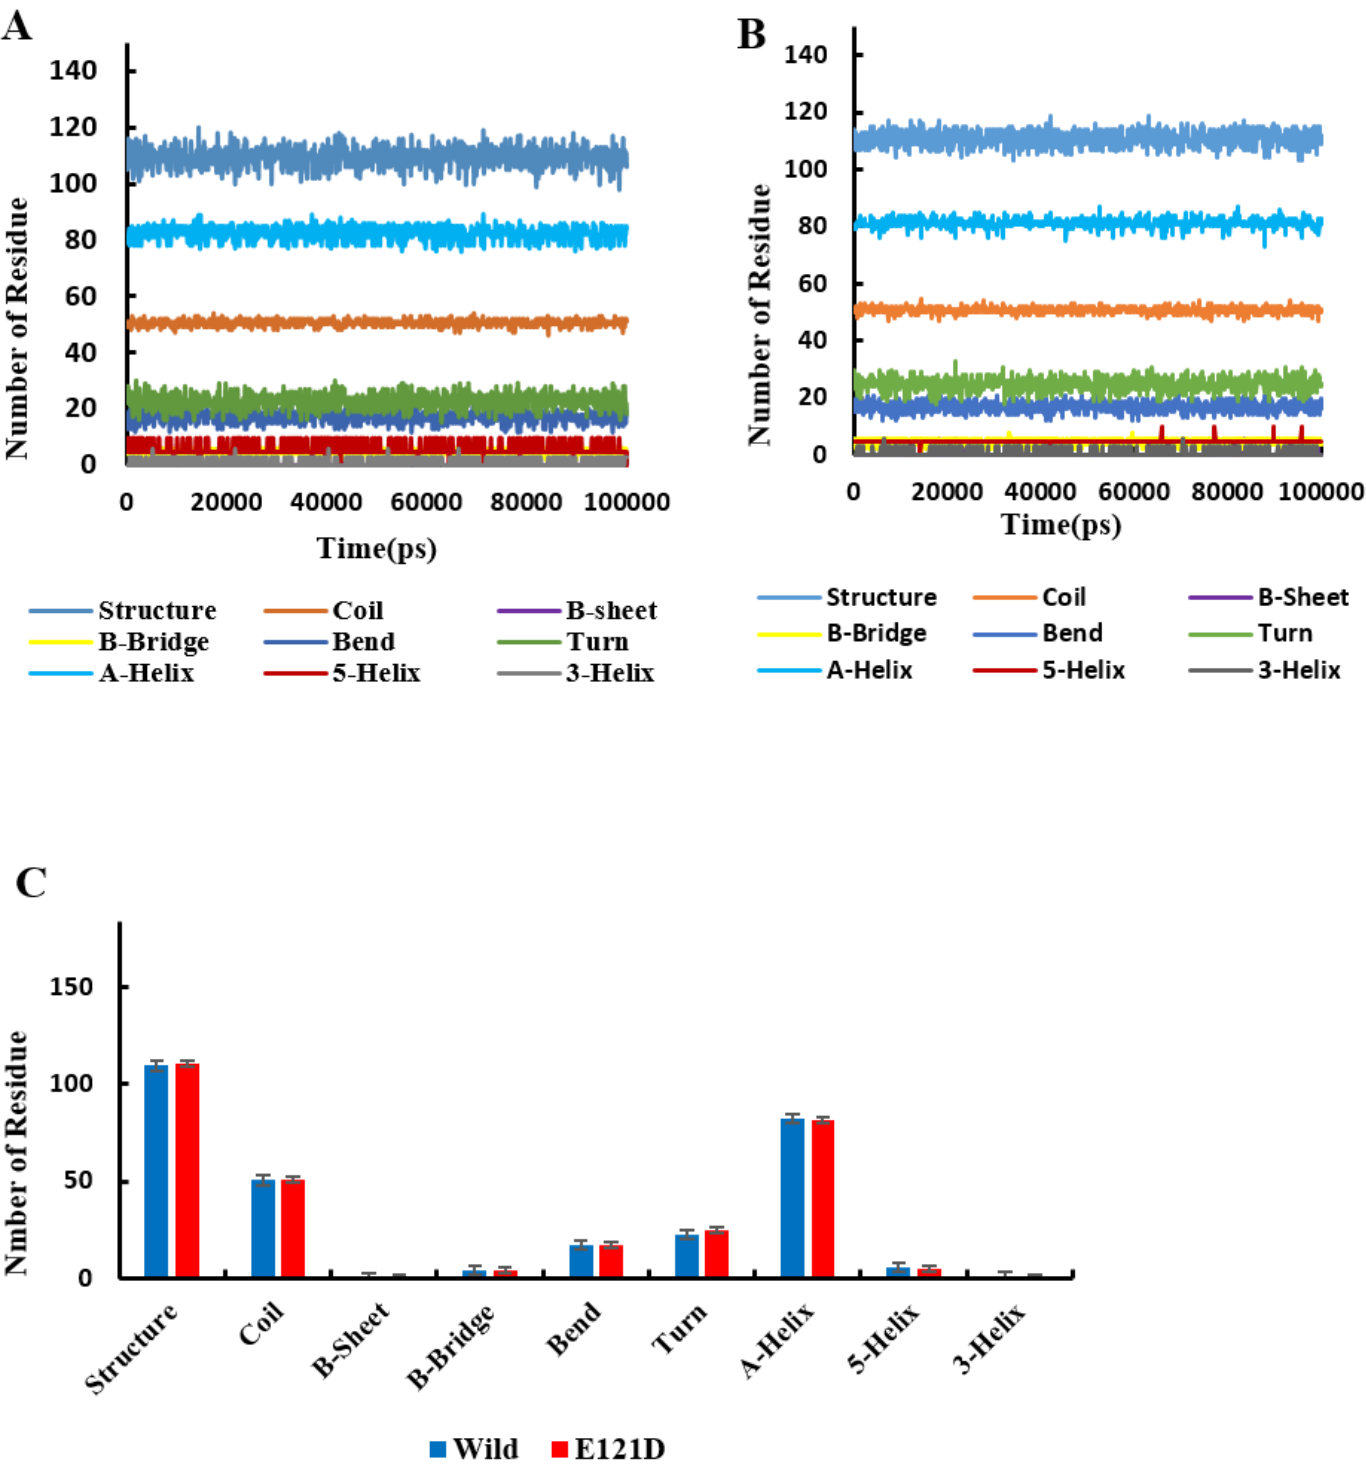 A
140
120
100
80
60
40
20
0
Number of Residue
0 20000 40000 60000 80000 100000
Time(ps)
Structure Coil B-sheet
B-Bridge Bend Turn
A-Helix 5-Helix 3-Helix
B
140
120
100
80
60
40
20
0
Number of Residue
0 20000 40000 60000 80000 100000
Time(ps)
Structure Coil B-Sheet
B-Bridge Bend Turn
A-Helix 5-Helix 3-Helix
C
150
100
50
0
Nmber of Residue
Structure Coil B-Sheet B-Bridge Bend Turn A-Helix 5-Helix 3-Helix
Wild E121D